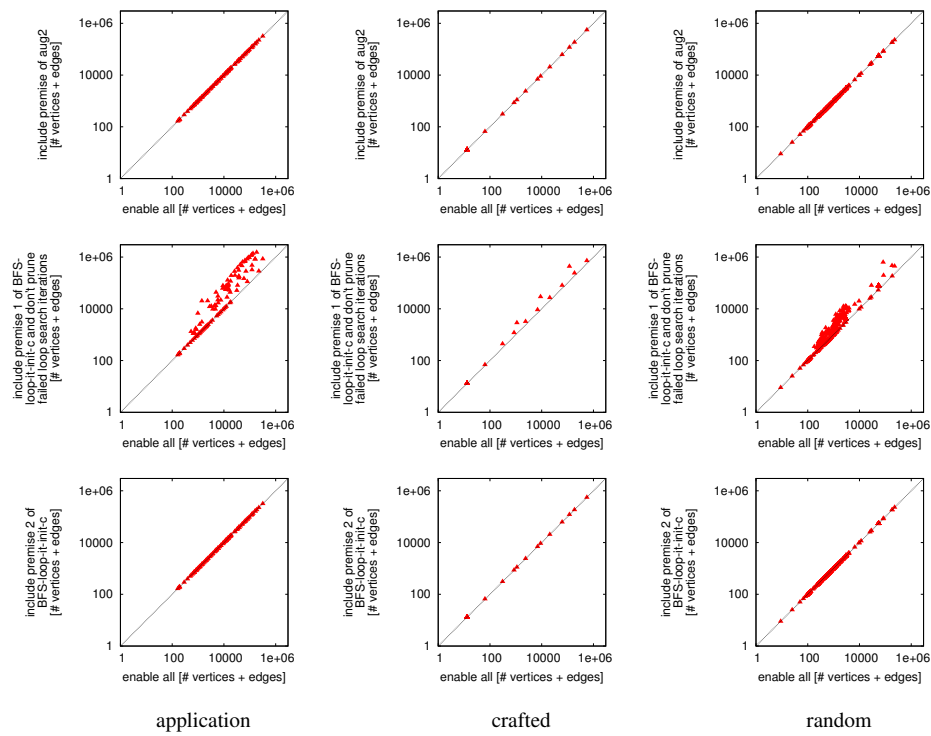 include premise of aug2
[# vertices + edges]
1e+06
10000
100
1
1 100 10000 1e+06
enable all [# vertices + edges]
include premise of aug2
[# vertices + edges]
1e+06
10000
100
1
1 100 10000 1e+06
enable all [# vertices + edges]
include premise of aug2
[# vertices + edges]
1e+06
10000
100
1
1 100 10000 1e+06
enable all [# vertices + edges]
include premise 1 of BFS-
loop-it-init-c and don't prune
failed loop search iterations
[# vertices + edges]
1e+06
10000
100
1
1 100 10000 1e+06
enable all [# vertices + edges]
include premise 1 of BFS-
loop-it-init-c and don't prune
failed loop search iterations
[# vertices + edges]
1e+06
10000
100
1
1 100 10000 1e+06
enable all [# vertices + edges]
include premise 1 of BFS-
loop-it-init-c and don't prune
failed loop search iterations
[# vertices + edges]
1e+06
10000
100
1
1 100 10000 1e+06
enable all [# vertices + edges]
include premise 2 of
BFS-loop-it-init-c
[# vertices + edges]
1e+06
10000
100
1
1 100 10000 1e+06
enable all [# vertices + edges]
include premise 2 of
BFS-loop-it-init-c
[# vertices + edges]
1e+06
10000
100
1
1 100 10000 1e+06
enable all [# vertices + edges]
include premise 2 of
BFS-loop-it-init-c
[# vertices + edges]
1e+06
10000
100
1
1 100 10000 1e+06
enable all [# vertices + edges]
application
crafted
random